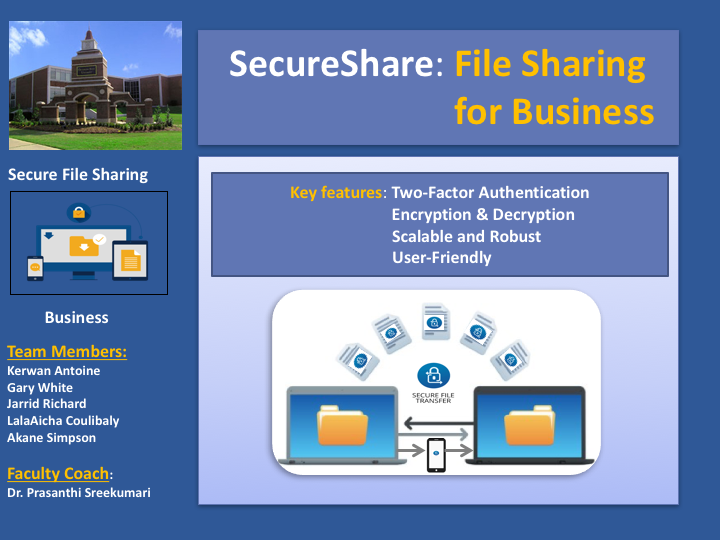 SecureShare: File Sharing
for Business
Secure File Sharing
Key features: Two-Factor Authentication
Encryption & Decryption
Scalable and Robust
User-Friendly
Business
Team Members:
Kerwan Antoine
Gary White
Jarrid Richard
LalaAicha Coulibaly
Akane Simpson
Faculty Coach:
Dr. Prasanthi Sreekumari
SECURE FILE
TRANSFER